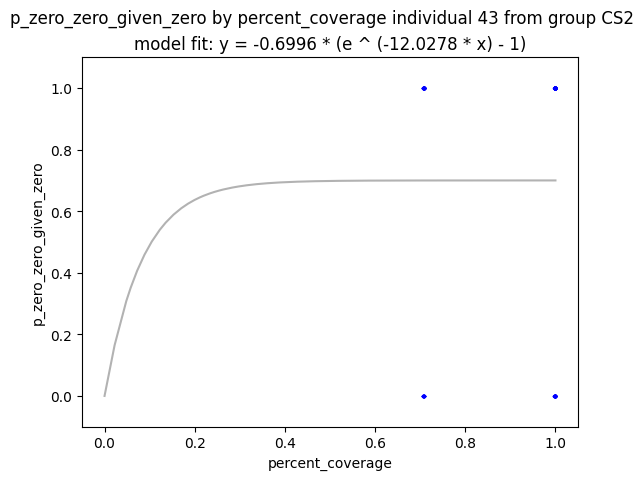 p_zero_zero_given_zero by percent_coverage individual 43 from group CS2
model fit: y = -0.6996 * (e ^ (-12.0278 * x) - 1)
1.0
0.8
0.6
0.4
0.2
0.0
p_zero_zero_given_zero
0.0 0.2 0.4 0.6 0.8 1.0
percent_coverage